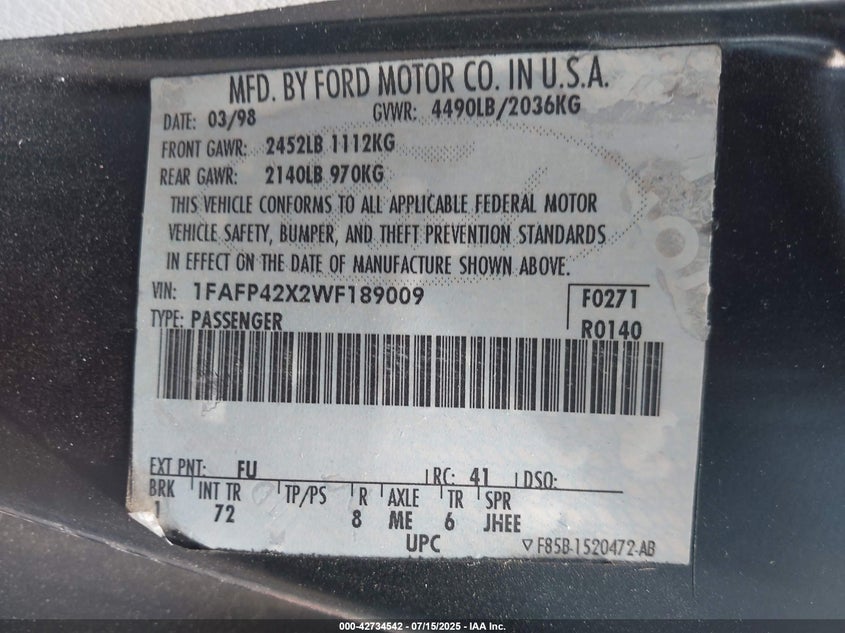 MFD. BY FORD MOTOR CO. IN U.S.A.
DATE: 03/98 GVWR: 4490LB/2036KG
FRONT GAWR: 2452LB 1112KG
REAR GAWR: 2140LB 970KG
THIS VEHICLE CONFORMS TO ALL APPLICABLE FEDERAL MOTOR
VEHICLE SAFETY, BUMPER, AND THEFT PREVENTION STANDARDS
IN EFFECT ON THE DATE OF MANUFACTURE SHOWN ABOVE.
VIN: 1FAFP42X2WF189009 F0271
TYPE: PASSENGER R0140
EXT PNT: FU RC: 41 DSO:
BRK INT TR TP/PS R AXLE TR SPR
1 72 8 ME 6 JHEE
UPC ▽F85B-1520472-AB
000-42734542 / 07/15/2025 / IAA Inc.